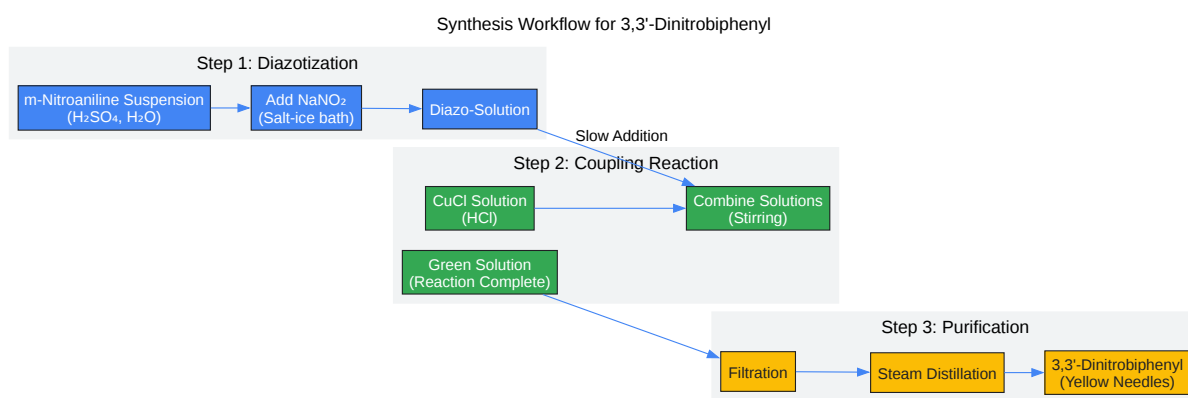 Synthesis Workflow for 3,3'-Dinitrobiphenyl
Step 1: Diazotization
m-Nitroaniline Suspension
(H₂SO₄, H₂O)
Add NaNO₂
(Salt-ice bath)
Diazo-Solution
Slow Addition
Step 2: Coupling Reaction
CuCl Solution
(HCl)
Combine Solutions
(Stirring)
Green Solution
(Reaction Complete)
Step 3: Purification
Filtration
Steam Distillation
3,3'-Dinitrobiphenyl
(Yellow Needles)